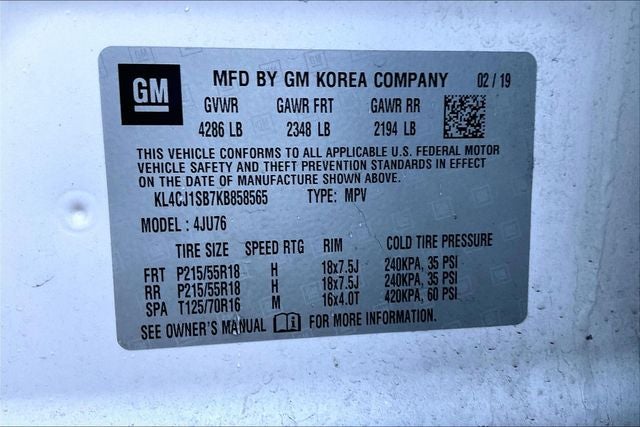 GM
MFD BY GM KOREA COMPANY 02/19
GVWR GAWR FRT GAWR RR
4286 LB 2348 LB 2194 LB
THIS VEHICLE CONFORMS TO ALL APPLICABLE U.S. FEDERAL MOTOR
VEHICLE SAFETY AND THEFT PREVENTION STANDARDS IN EFFECT
ON THE DATE OF MANUFACTURE SHOWN ABOVE.
KL4CJ1SB7KB858565 TYPE: MPV
MODEL: 4JU76
TIRE SIZE SPEED RTG RIM COLD TIRE PRESSURE
FRT P215/55R18 H 18x7.5J 240KPA, 35 PSI
RR P215/55R18 H 18x7.5J 240KPA, 35 PSI
SPA T125/70R16 M 16x4.0T 420KPA, 60 PSI
SEE OWNER'S MANUAL FOR MORE INFORMATION.